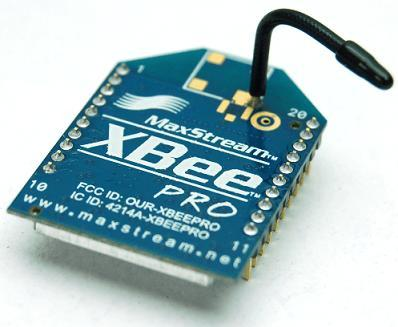 1
20
MaxStream™
XBee™
PRO
10
FCC ID: OUR-XBEEPRO
IC ID: 4214A-XBEEPRO
11
www.maxstream.net